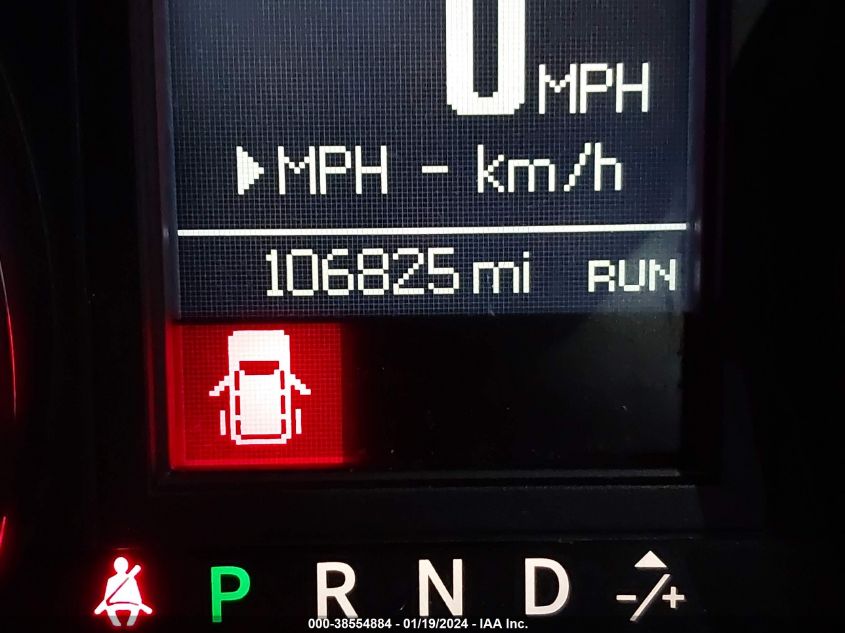 0 MPH
MPH - km/h
106825 mi RUN
P R N D -/+
000-38554884 - 01/19/2024 - IAA Inc.